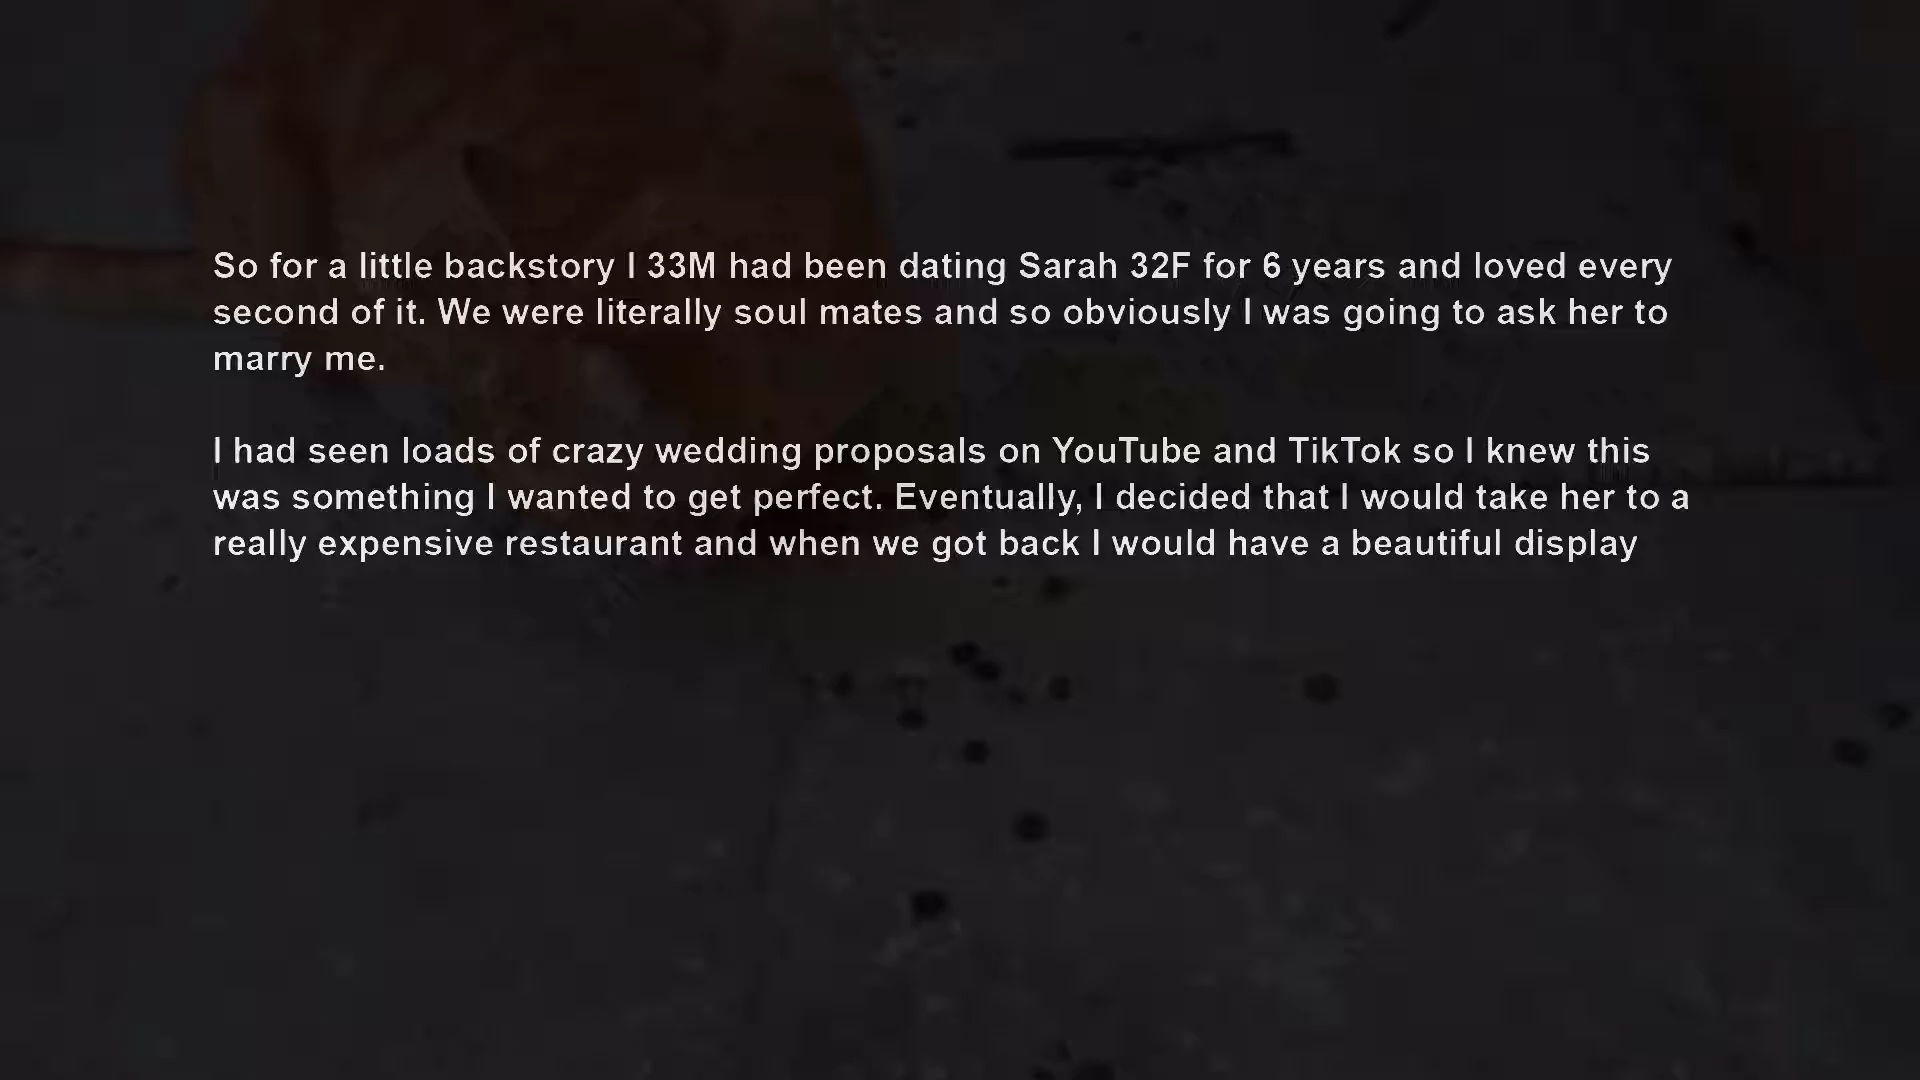 So for a little backstory I 33M had been dating Sarah 32F for 6 years and loved every
second of it. We were literally soul mates and so obviously I was going to ask her to
marry me.
I had seen loads of crazy wedding proposals on YouTube and TikTok so I knew this
was something I wanted to get perfect. Eventually, I decided that I would take her to a
really expensive restaurant and when we got back I would have a beautiful display